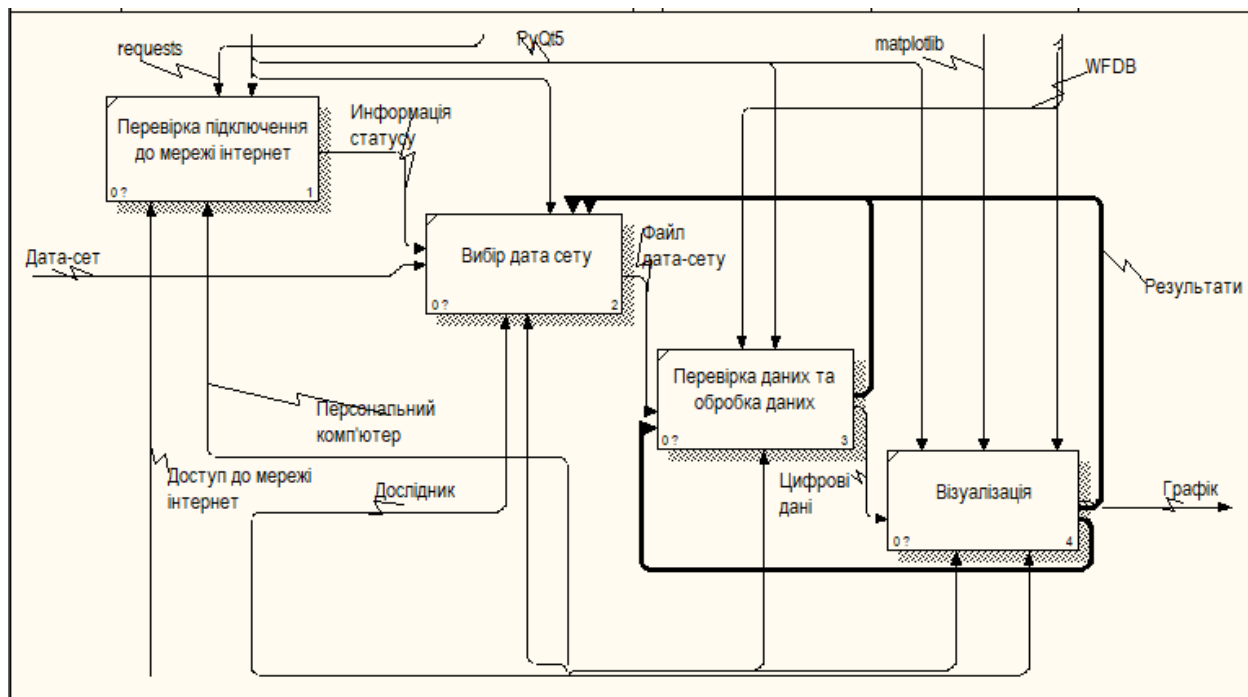 requests
PyQt5
matplotlib
WFDB
Перевірка підключення
до мережі інтернет
0 ?
1
Информація
статусу
Дата-сет
Вибір дата сету
0 ?
2
Файл
дата-сету
Результати
Перевірка даних та
обробка даних
0 ?
3
Персональний
комп'ютер
Доступ до мережі
інтернет
Дослідник
Цифрові
дані
Візуалізація
0 ?
4
Графік